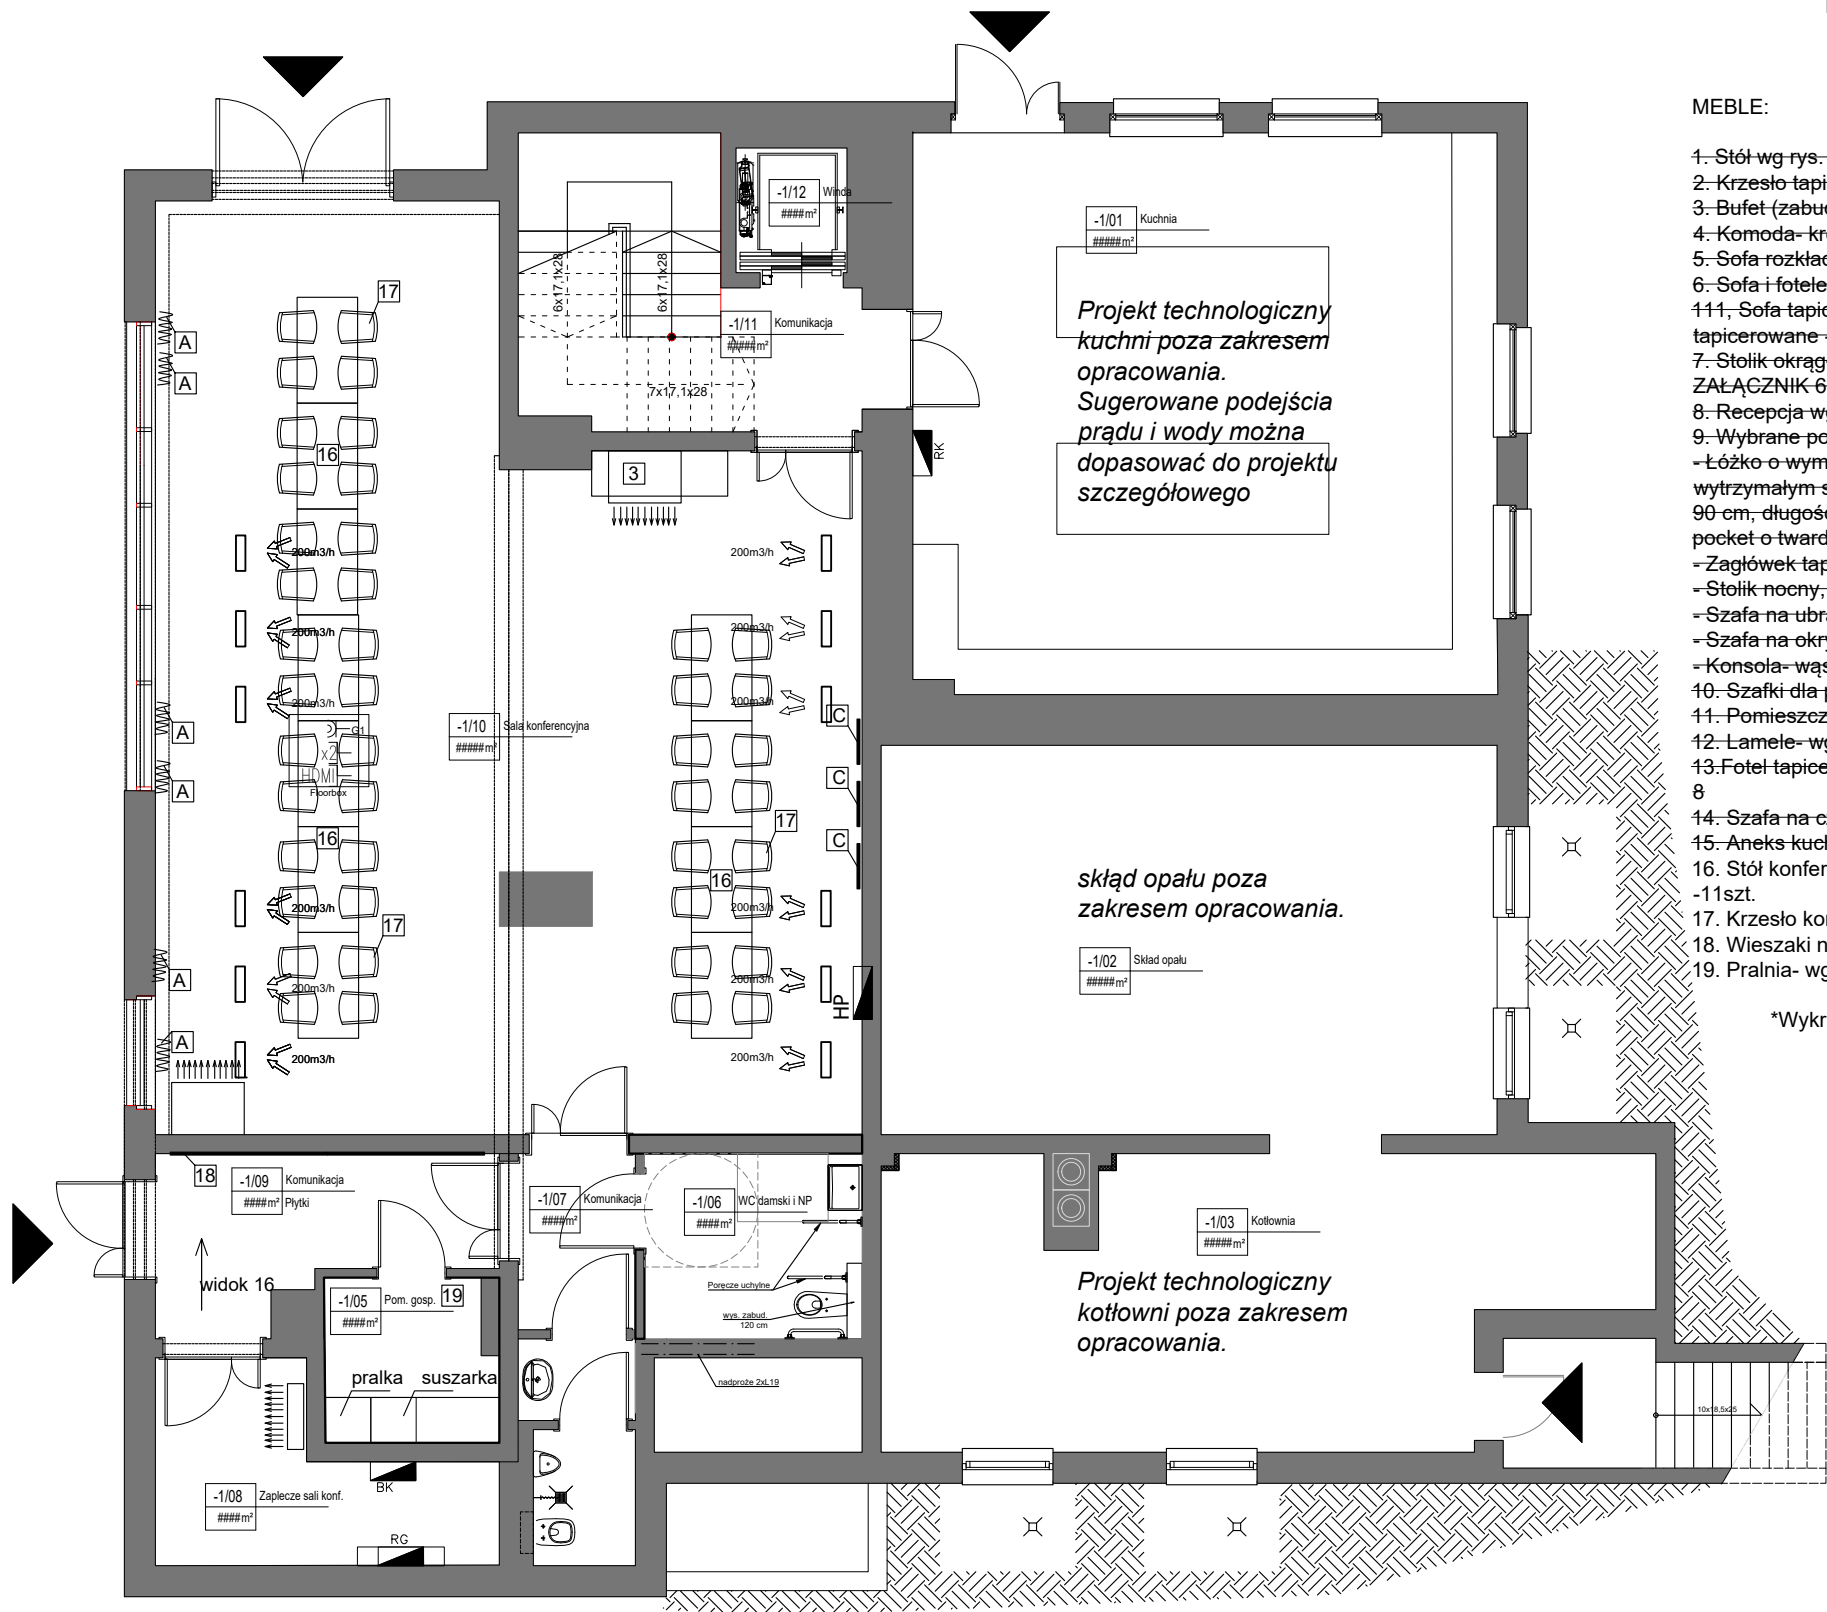 MEBLE:
1. Stół wg rys.
2. Krzesło tapi
3. Bufet (zabu
4. Komoda- kr
5. Sofa rozkła
6. Sofa i fotele
111, Sofa tapic
tapicerowane
7. Stolik okrąg
ZAŁĄCZNIK 6
8. Recepcja w
9. Wybrane po
- Łóżko o wym
wytrzymałym s
90 cm, długoś
pocket o tward
- Zagłówek tap
- Stolik nocny,
- Szafa na ubra
- Szafa na okry
- Konsola- wąs
10. Szafki dla p
11. Pomieszcz
12. Lamele- wg
13.Fotel tapice
8
14. Szafa na c
15. Aneks kuch
16. Stół konfer
-11szt.
17. Krzesło kor
18. Wieszaki n
19. Pralnia- wg
*Wykr
-1/12 Winda
####m²
-1/01 Kuchnia
#####m²
Projekt technologiczny
kuchni poza zakresem
opracowania.
Sugerowane podejścia
prądu i wody można
dopasować do projektu
szczegółowego
6x17,1x28
6x17,1x28
7x17,1x28
-1/11 Komunikacja
#####m²
RK
3
17
A
A
16
200m3/h
200m3/h
200m3/h
200m3/h
200m3/h
200m3/h
G1
x2
HDMI
Floorbox
-1/10 Sala konferencyjna
#####m²
A
A
16
17
A
A
200m3/h
200m3/h
200m3/h
200m3/h
200m3/h
200m3/h
C
C
C
17
16
HP
skłąd opału poza
zakresem opracowania.
-1/02 Skład opału
#####m²
18
-1/09 Komunikacja
####m² Płytki
widok 16
-1/07 Komunikacja
####m²
-1/06 WC damski i NP
####m²
Poręcze uchylne
wys. zabud.
120 cm
nadproże 2xL19
-1/05 Pom. gosp.
####m²
19
pralka suszarka
-1/03 Kotłownia
#####m²
Projekt technologiczny
kotłowni poza zakresem
opracowania.
10x18,5x25
-1/08 Zaplecze sali konf.
####m²
BK
RG